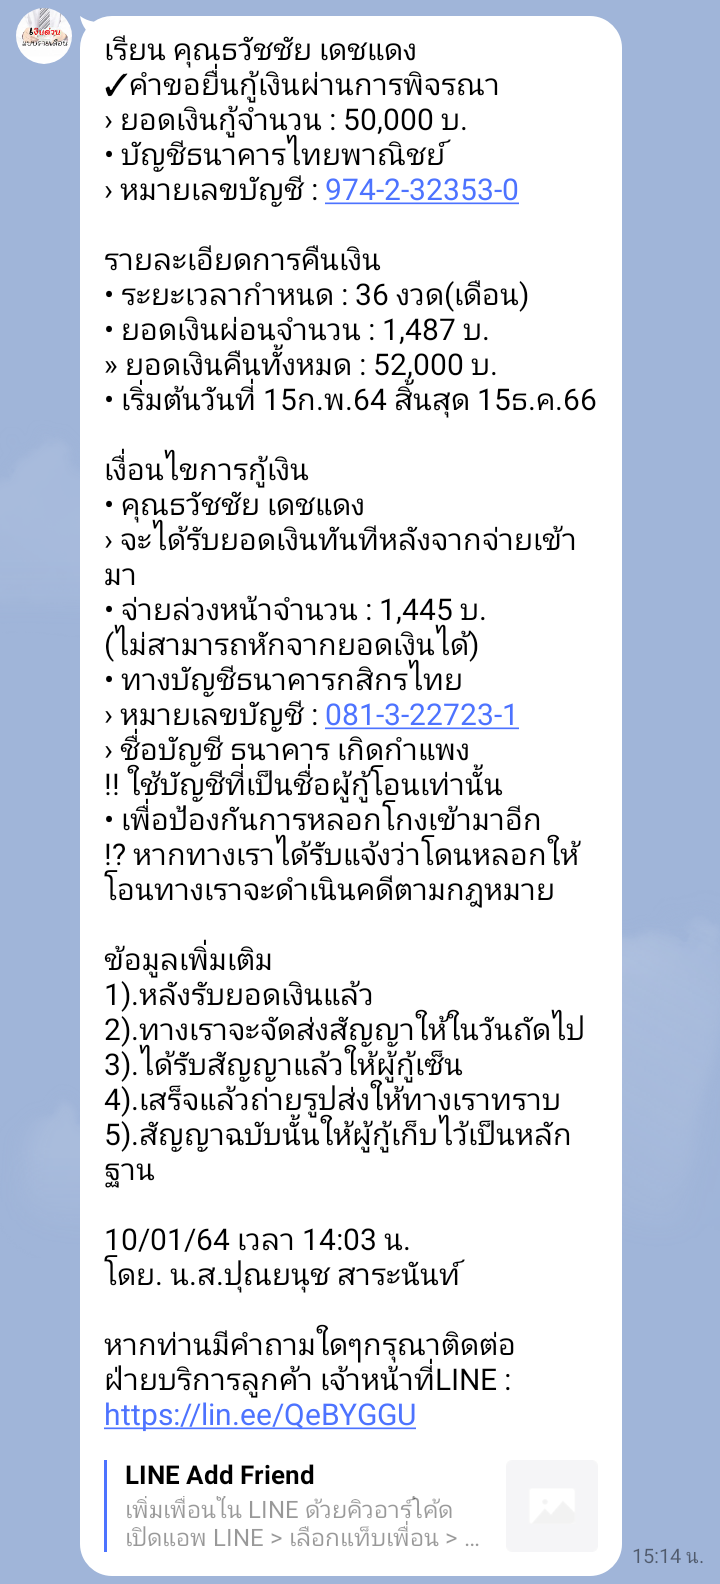 เงินด่วน
แบบรายเดือน
เรียน คุณธวัชชัย เดชแดง
✓คำขอยื่นกู้เงินผ่านการพิจรณา
› ยอดเงินกู้จำนวน : 50,000 บ.
• บัญชีธนาคารไทยพาณิชย์
› หมายเลขบัญชี : 974-2-32353-0
รายละเอียดการคืนเงิน
• ระยะเวลากำหนด : 36 งวด(เดือน)
• ยอดเงินผ่อนจำนวน : 1,487 บ.
» ยอดเงินคืนทั้งหมด : 52,000 บ.
• เริ่มต้นวันที่ 15ก.พ.64 สิ้นสุด 15ธ.ค.66
เงื่อนไขการกู้เงิน
• คุณธวัชชัย เดชแดง
› จะได้รับยอดเงินทันทีหลังจากจ่ายเข้า
มา
• จ่ายล่วงหน้าจำนวน : 1,445 บ.
(ไม่สามารถหักจากยอดเงินได้)
• ทางบัญชีธนาคารกสิกรไทย
› หมายเลขบัญชี : 081-3-22723-1
› ชื่อบัญชี ธนาคาร เกิดกำแพง
!! ใช้บัญชีที่เป็นชื่อผู้กู้โอนเท่านั้น
• เพื่อป้องกันการหลอกโกงเข้ามาอีก
!? หากทางเราได้รับแจ้งว่าโดนหลอกให้
โอนทางเราจะดำเนินคดีตามกฎหมาย
ข้อมูลเพิ่มเติม
1).หลังรับยอดเงินแล้ว
2).ทางเราจะจัดส่งสัญญาให้ในวันถัดไป
3).ได้รับสัญญาแล้วให้ผู้กู้เซ็น
4).เสร็จแล้วถ่ายรูปส่งให้ทางเราทราบ
5).สัญญาฉบับนั้นให้ผู้กู้เก็บไว้เป็นหลัก
ฐาน
10/01/64 เวลา 14:03 น.
โดย. น.ส.ปุณยนุช สาระนันท์
หากท่านมีคำถามใดๆกรุณาติดต่อ
ฝ่ายบริการลูกค้า เจ้าหน้าที่LINE :
https://lin.ee/QeBYGGU
LINE Add Friend
เพิ่มเพื่อนใน LINE ด้วยคิวอาร์โค้ด
เปิดแอพ LINE > เลือกแท็บเพื่อน > ...
15:14 น.